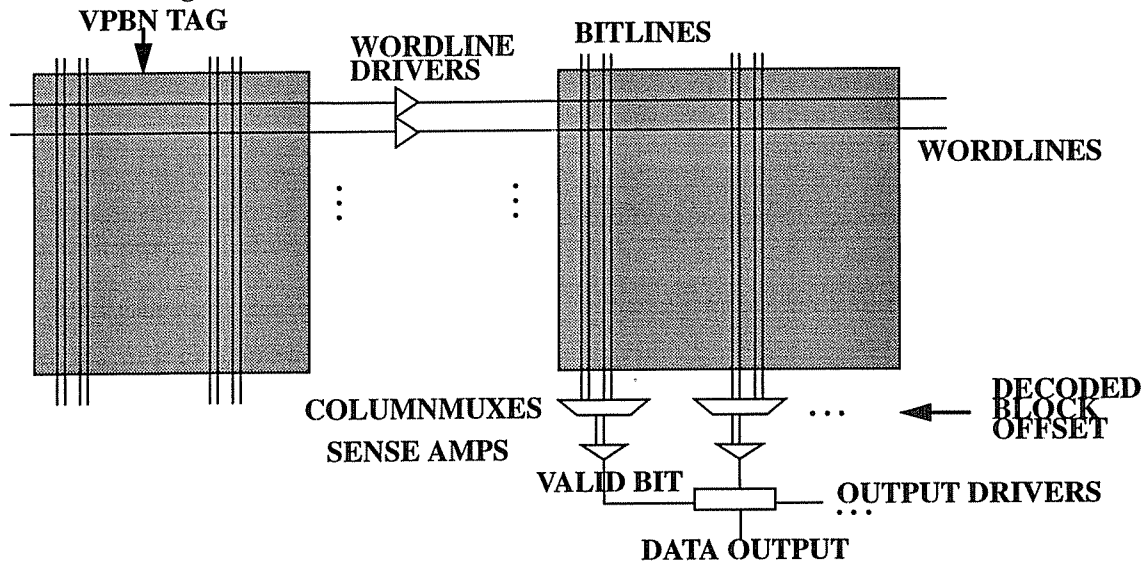 VPBN TAG
WORDLINE
DRIVERS
BITLINES
WORDLINES
COLUMNMUXES
SENSE AMPS
DECODED
BLOCK
OFFSET
VALID BIT
OUTPUT DRIVERS
DATA OUTPUT